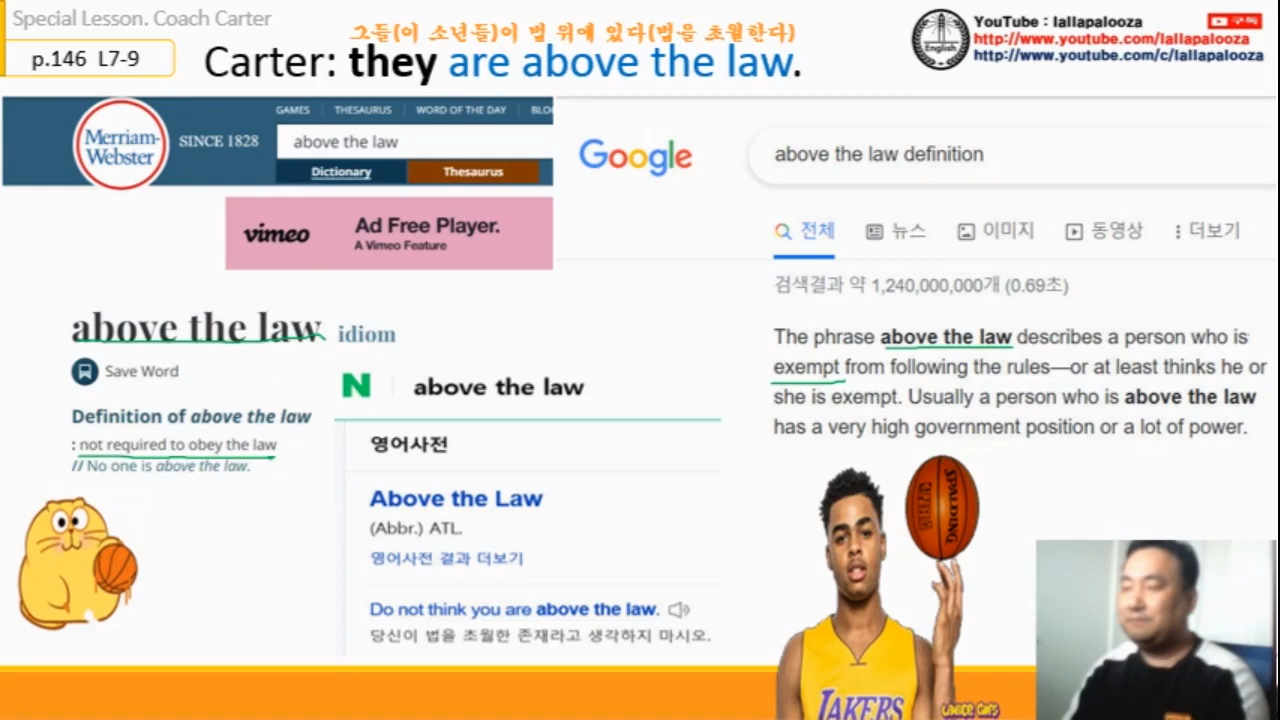 Special Lesson. Coach Carter
p.146 L7-9
그들(이 소년들)이 법 위에 있다(법을 초월한다)
Carter: they are above the law.
English
YouTube : lallapalooza
구독
http://www.youtube.com/lallapalooza
http://www.youtube.com/c/lallapalooza
Merriam-
Webster
SINCE 1828
GAMES THESAURUS WORD OF THE DAY BLO
above the law
Dictionary Thesaurus
vimeo
Ad Free Player.
A Vimeo Feature
above the law idiom
Save Word
Definition of above the law
: not required to obey the law
// No one is above the law.
N above the law
영어사전
Above the Law
(Abbr.) ATL.
영어사전 결과 더보기
Do not think you are above the law.
당신이 법을 초월한 존재라고 생각하지 마시오.
Google
above the law definition
전체 뉴스 이미지 동영상 더보기
검색결과 약 1,240,000,000개 (0.69초)
The phrase above the law describes a person who is
exempt from following the rules—or at least thinks he or
she is exempt. Usually a person who is above the law
has a very high government position or a lot of power.
SPALDING
LAKERS